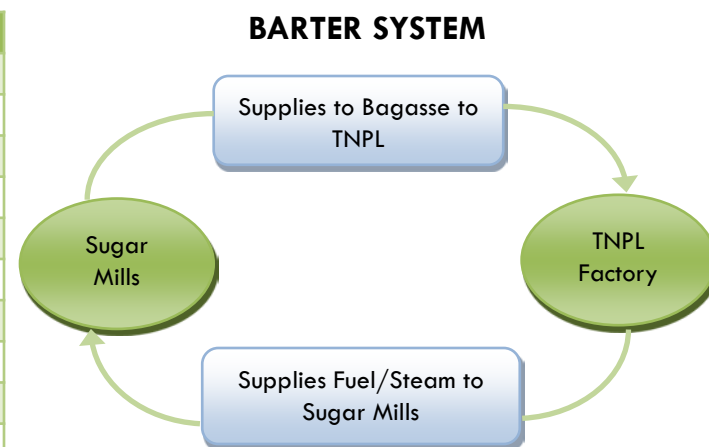 BARTER SYSTEM
Supplies to Bagasse to
TNPL
Sugar
Mills
TNPL
Factory
Supplies Fuel/Steam to
Sugar Mills